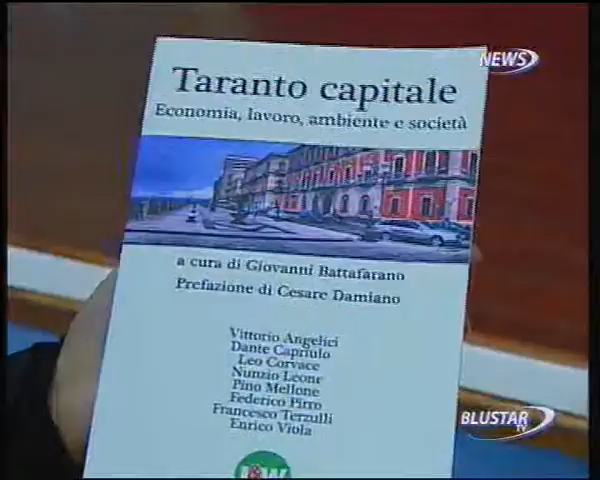 NEWS
Taranto capitale
Economia, lavoro, ambiente e società
a cura di Giovanni Battafarano
Prefazione di Cesare Damiano
Vittorio Angelici
Dante Capriulo
Leo Corvace
Nunzio Leone
Pino Mellone
Federico Pirro
Francesco Terzulli
Enrico Viola
BLUSTAR
TV